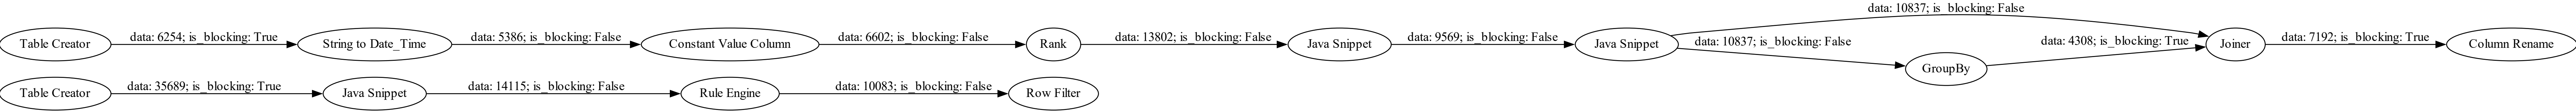 data: 10837; is_blocking: False
Table Creator
data: 6254; is_blocking: True
String to Date_Time
data: 5386; is_blocking: False
Constant Value Column
data: 6602; is_blocking: False
Rank
data: 13802; is_blocking: False
Java Snippet
data: 9569; is_blocking: False
Java Snippet
data: 10837; is_blocking: False
GroupBy
data: 4308; is_blocking: True
Joiner
data: 7192; is_blocking: True
Column Rename
Table Creator
data: 35689; is_blocking: True
Java Snippet
data: 14115; is_blocking: False
Rule Engine
data: 10083; is_blocking: False
Row Filter